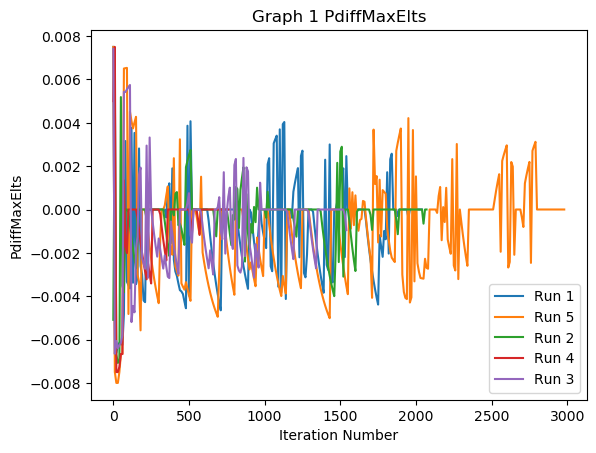 Graph 1 PdiffMaxElts
0.008
0.006
0.004
0.002
0.000
−0.002
−0.004
−0.006
−0.008
PdiffMaxElts
0 500 1000 1500 2000 2500 3000
Iteration Number
Run 1
Run 5
Run 2
Run 4
Run 3